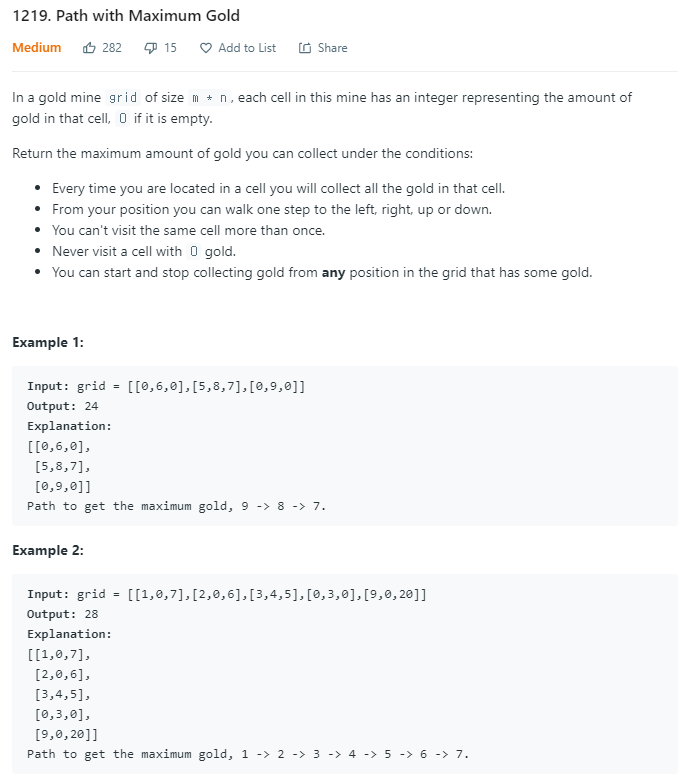 1219. Path with Maximum Gold
Medium 282 15 Add to List Share
In a gold mine grid of size m * n, each cell in this mine has an integer representing the amount of
gold in that cell, 0 if it is empty.
Return the maximum amount of gold you can collect under the conditions:
• Every time you are located in a cell you will collect all the gold in that cell.
• From your position you can walk one step to the left, right, up or down.
• You can't visit the same cell more than once.
• Never visit a cell with 0 gold.
• You can start and stop collecting gold from any position in the grid that has some gold.
Example 1:
Input: grid = [[0,6,0],[5,8,7],[0,9,0]]
Output: 24
Explanation:
[[0,6,0],
[5,8,7],
[0,9,0]]
Path to get the maximum gold, 9 -> 8 -> 7.
Example 2:
Input: grid = [[1,0,7],[2,0,6],[3,4,5],[0,3,0],[9,0,20]]
Output: 28
Explanation:
[[1,0,7],
[2,0,6],
[3,4,5],
[0,3,0],
[9,0,20]]
Path to get the maximum gold, 1 -> 2 -> 3 -> 4 -> 5 -> 6 -> 7.